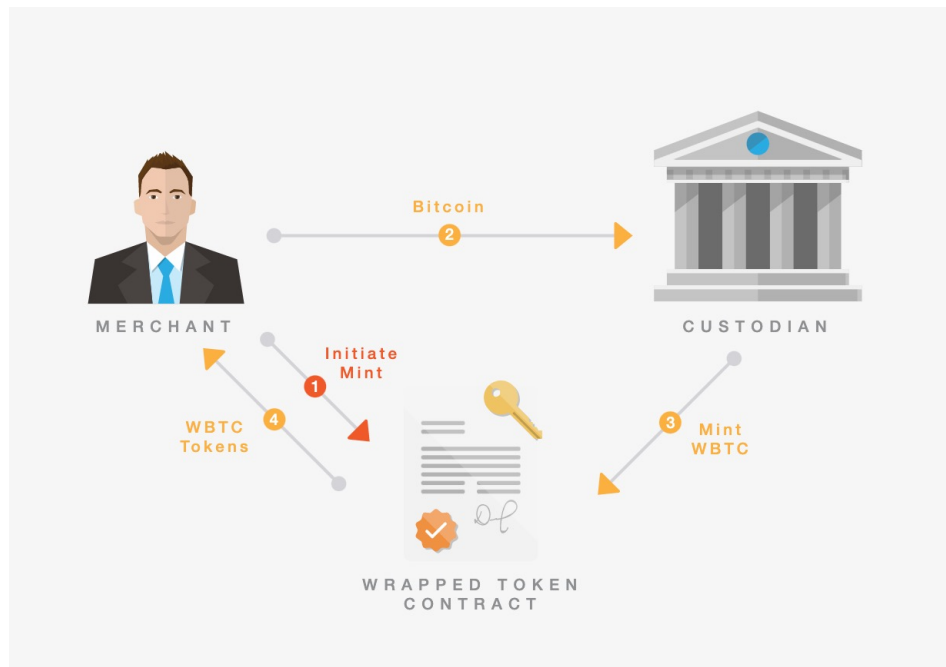 Bitcoin
2
MERCHANT
CUSTODIAN
Initiate
Mint
1
WBTC
Tokens
4
3
Mint
WBTC
WRAPPED TOKEN
CONTRACT